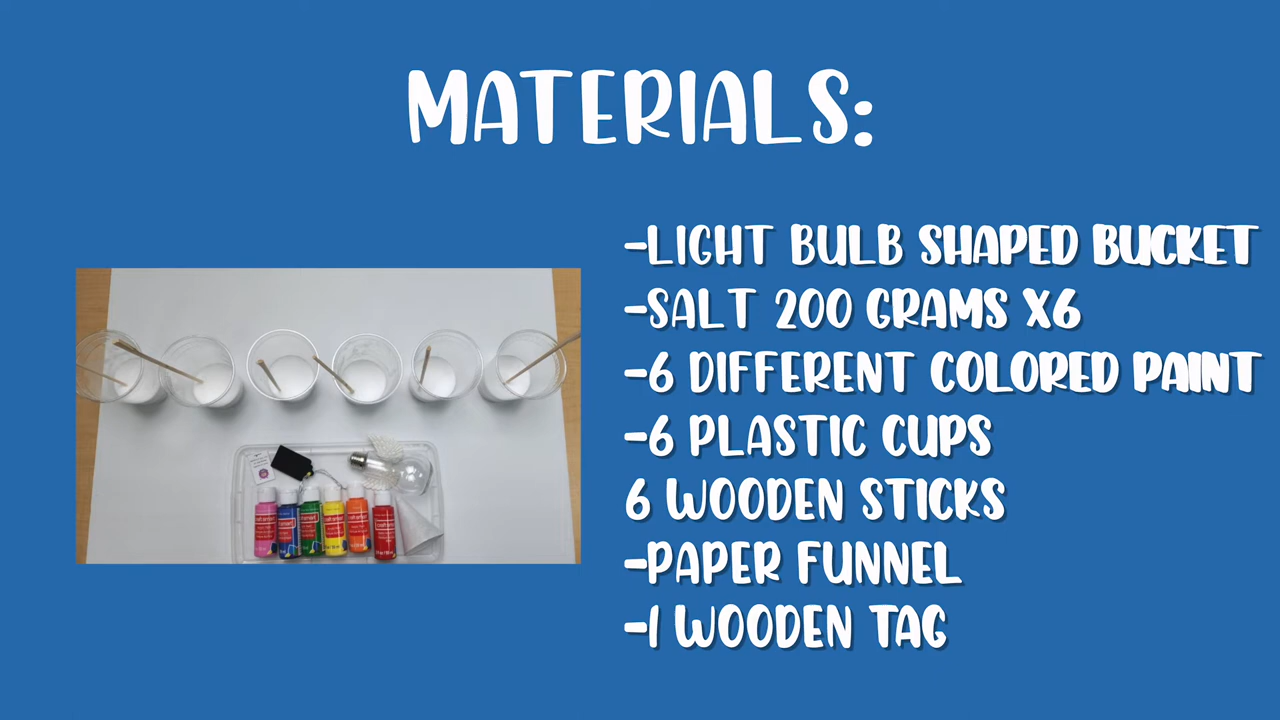 MATERIALS:
-LIGHT BULB SHAPED BUCKET
-SALT 200 GRAMS X6
-6 DIFFERENT COLORED PAINT
-6 PLASTIC CUPS
6 WOODEN STICKS
-PAPER FUNNEL
-1 WOODEN TAG